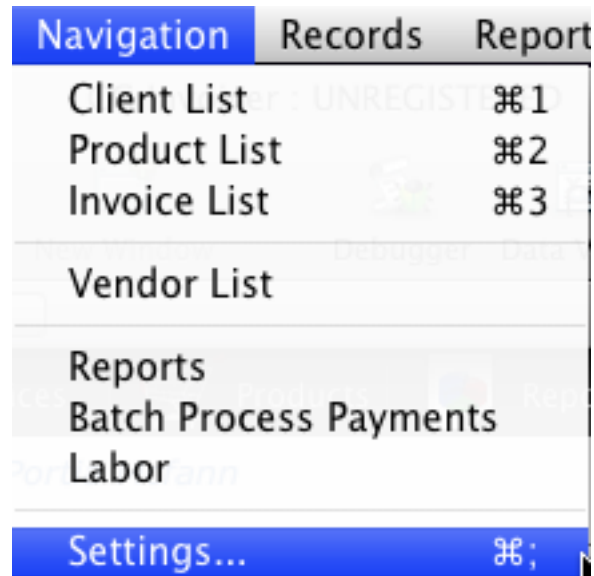 Navigation Records Report
Client List ⌘1
Product List ⌘2
Invoice List ⌘3
Vendor List
Reports
Batch Process Payments
Labor
Settings... ⌘;